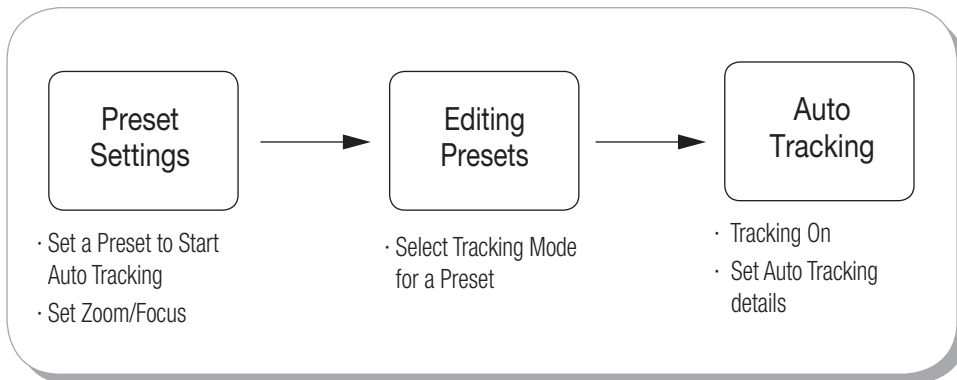 Preset
Settings
· Set a Preset to Start
Auto Tracking
· Set Zoom/Focus
Editing
Presets
· Select Tracking Mode
for a Preset
Auto
Tracking
· Tracking On
· Set Auto Tracking
details